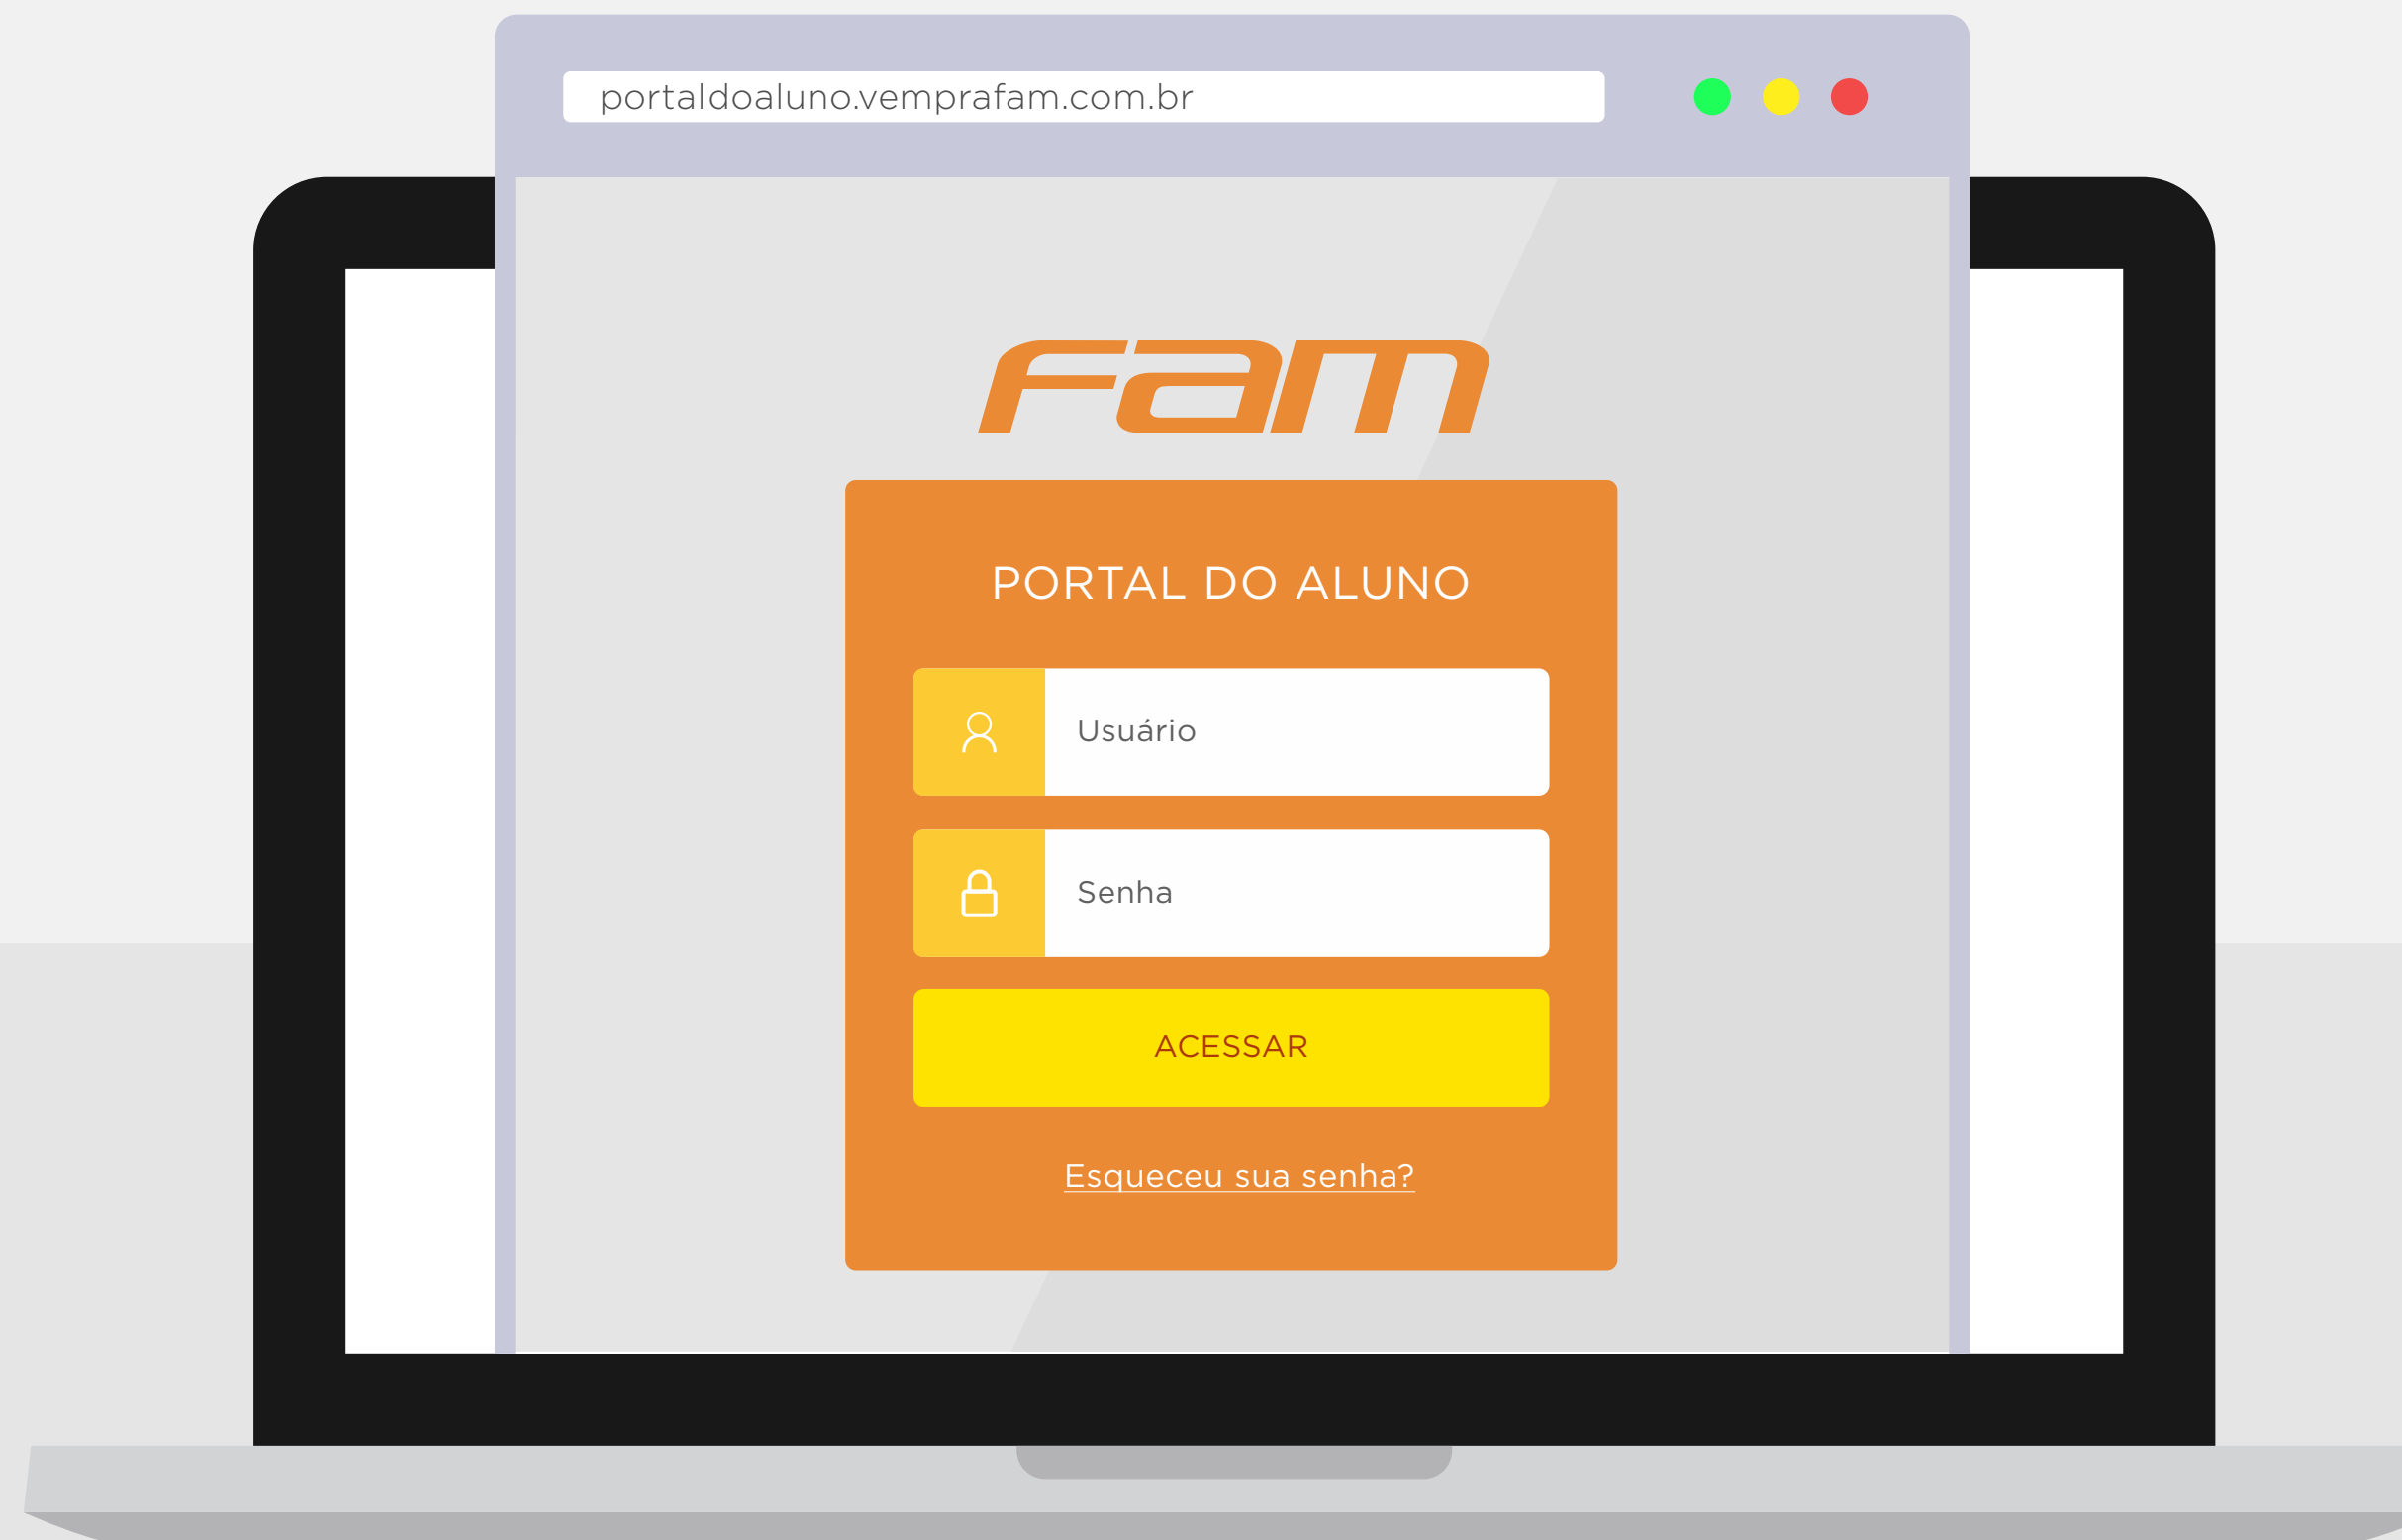 portaldoaluno.vemprafam.com.br
Fam
PORTAL DO ALUNO
Usuário
Senha
ACESSAR
Esqueceu sua senha?